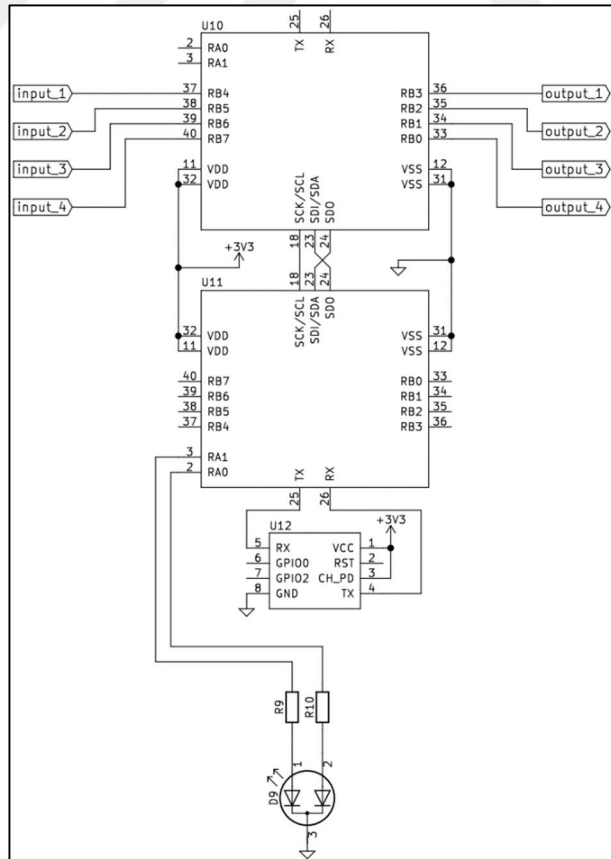 U10
25 26
TX RX
2 RA0
3 RA1
input_1 37 RB4 RB3 36 output_1
input_2 38 RB5 RB2 35 output_2
input_3 39 RB6 RB1 34 output_3
input_4 40 RB7 RB0 33 output_4
11 VDD VSS 12
32 VDD VSS 31
SCK/SCL SDI/SDA SDO
18 23 24
+3V3
18 23 24
U11
SCK/SCL SDI/SDA SDO
32 VDD VSS 31
11 VDD VSS 12
40 RB7 RB0 33
39 RB6 RB1 34
38 RB5 RB2 35
37 RB4 RB3 36
3 RA1
2 RA0
TX RX
25 26
U12 +3V3
5 RX VCC 1
6 GPIO0 RST 2
7 GPIO2 CH_PD 3
8 GND TX 4
R9 R10
1 2
D9
3